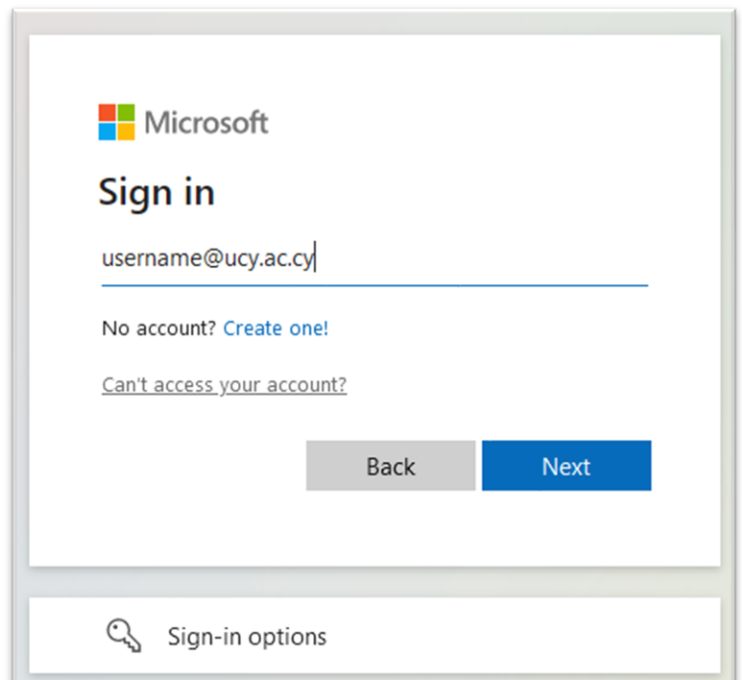 Microsoft
Sign in
username@ucy.ac.cy
No account? Create one!
Can't access your account?
Back Next
Sign-in options